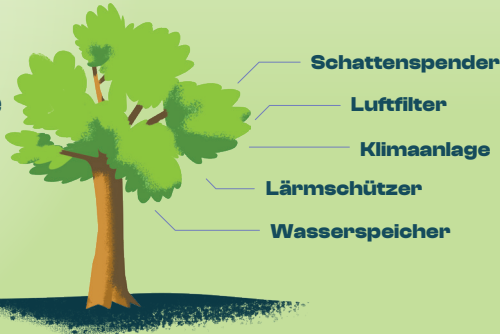 Schattenspender
Luftfilter
Klimaanlage
Lärmschützer
Wasserspeicher